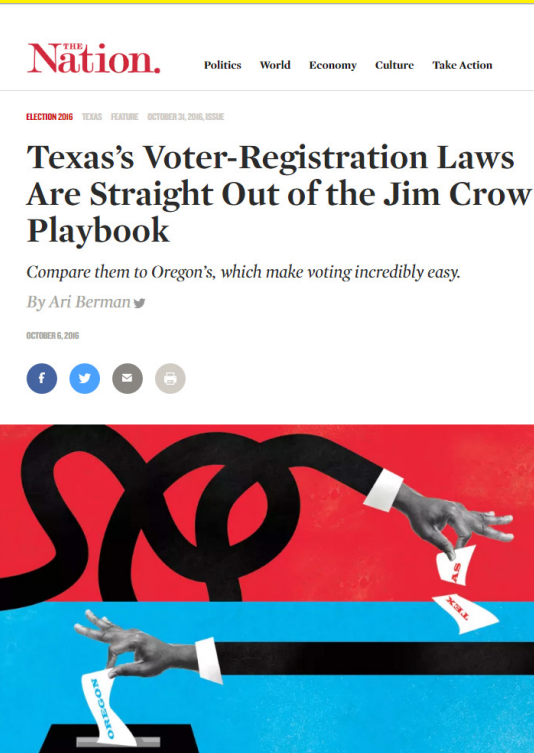 THE
Nation.
Politics World Economy Culture Take Action
ELECTION 2016 TEXAS FEATURE OCTOBER 31, 2016, ISSUE
Texas's Voter-Registration Laws
Are Straight Out of the Jim Crow
Playbook
Compare them to Oregon's, which make voting incredibly easy.
By Ari Berman
OCTOBER 6, 2016
f
AS
TEX
OREGON